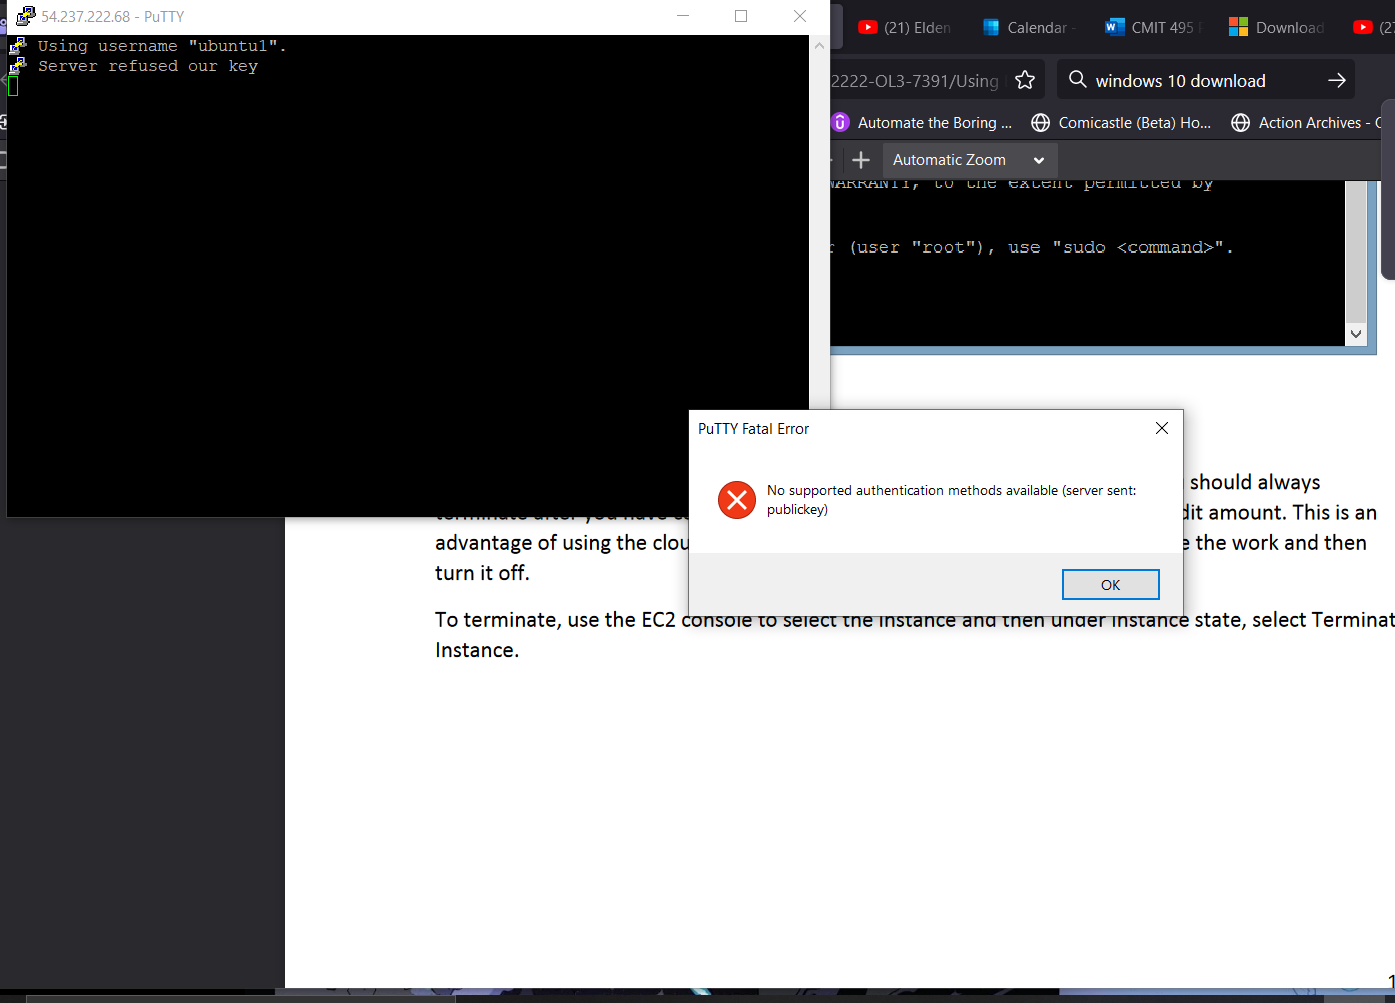 54.237.222.68 - PuTTY
Using username "ubuntu1".
Server refused our key
(21) Elden
Calendar -
CMIT 495
Download
(27
2222-OL3-7391/Using
windows 10 download
Automate the Boring ...
Comicastle (Beta) Ho...
Action Archives - C
Automatic Zoom
WARRANTY, to the extent permitted by
r (user "root"), use "sudo <command>".
PuTTY Fatal Error
No supported authentication methods available (server sent:
publickey)
OK
should always
terminate after you have
dit amount. This is an
advantage of using the clou
e the work and then
turn it off.
To terminate, use the EC2 console to select the instance and then under instance state, select Terminat
Instance.
1